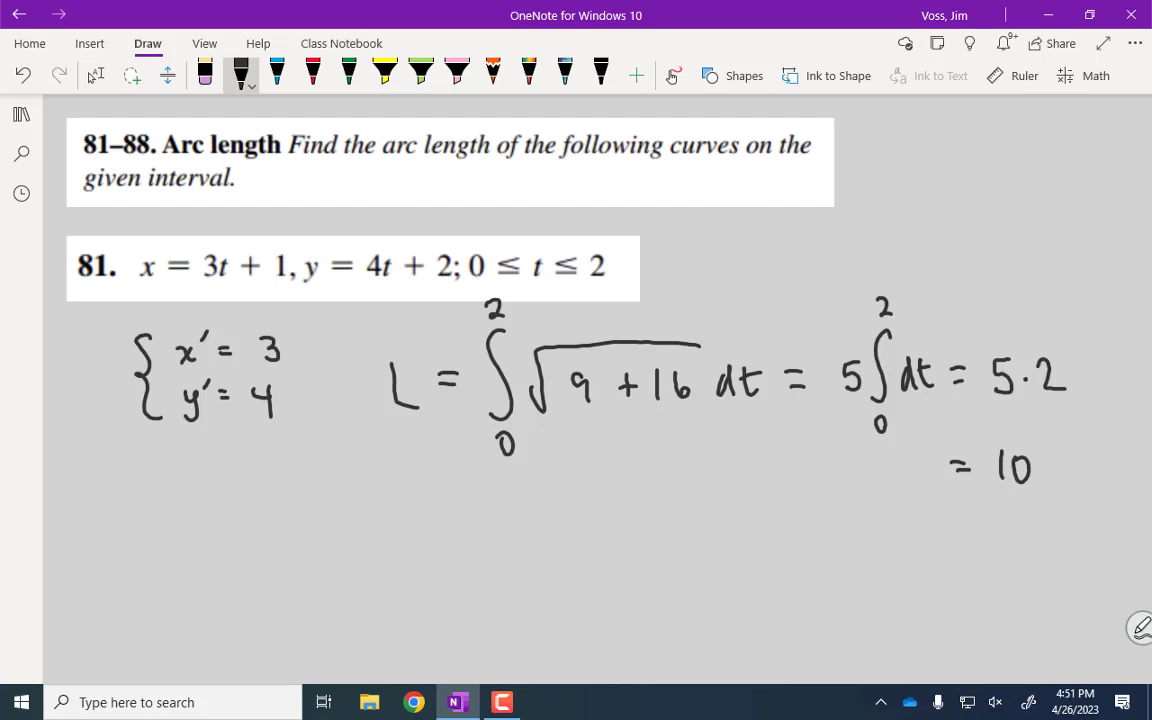 OneNote for Windows 10
Voss, Jim
Home Insert Draw View Help Class Notebook
9+ Share
Shapes Ink to Shape Ink to Text Ruler Math
81–88. Arc length Find the arc length of the following curves on the
given interval.
81. x = 3t + 1, y = 4t + 2; 0 ≤ t ≤ 2
{ x′ = 3
y′ = 4
L = ∫₀² √(9 + 16) dt = 5 ∫₀² dt = 5·2
= 10
Type here to search
N
4:51 PM
4/26/2023